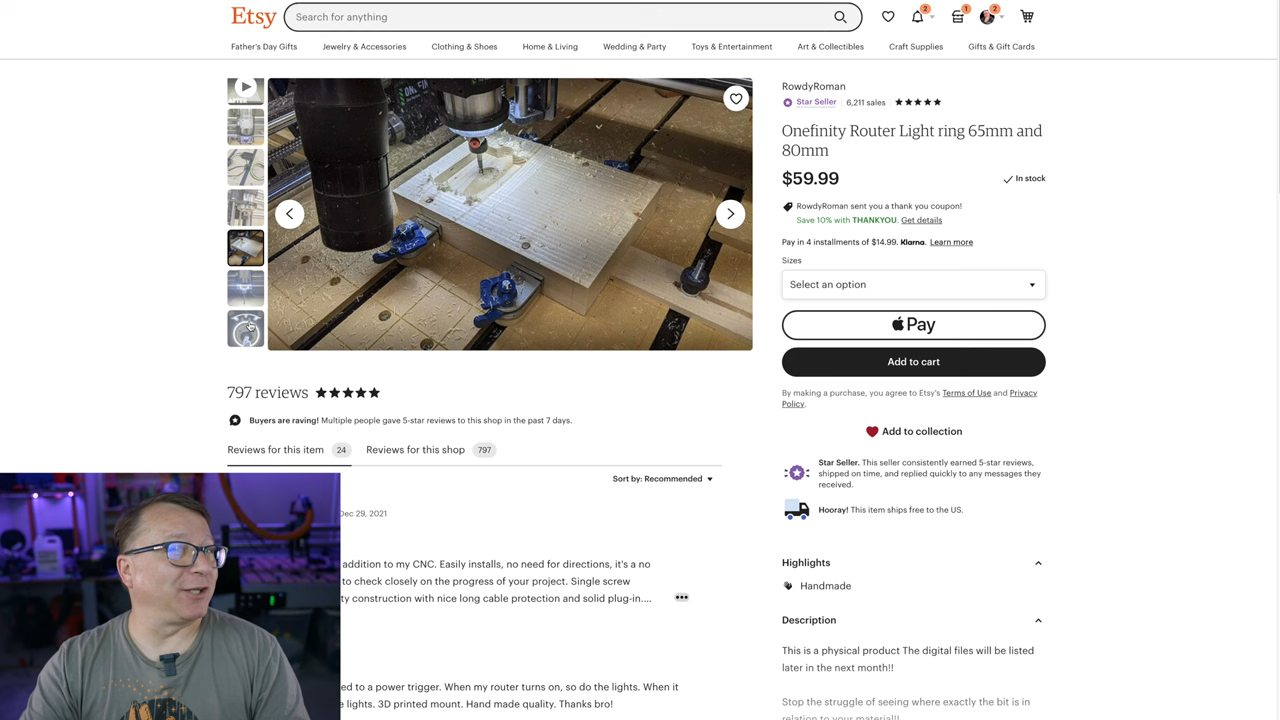 Etsy
Search for anything
2
1
2
Father's Day Gifts
Jewelry & Accessories
Clothing & Shoes
Home & Living
Wedding & Party
Toys & Entertainment
Art & Collectibles
Craft Supplies
Gifts & Gift Cards
AFTER
RowdyRoman
Star Seller
6,211 sales
Onefinity Router Light ring 65mm and
80mm
$59.99
In stock
RowdyRoman sent you a thank you coupon!
Save 10% with THANKYOU. Get details
Pay in 4 installments of $14.99. Klarna. Learn more
Sizes
Select an option
Pay
Add to cart
By making a purchase, you agree to Etsy's Terms of Use and Privacy
Policy.
Add to collection
Star Seller. This seller consistently earned 5-star reviews,
shipped on time, and replied quickly to any messages they
received.
Hooray! This item ships free to the US.
Highlights
Handmade
Description
This is a physical product The digital files will be listed
later in the next month!!
Stop the struggle of seeing where exactly the bit is in
relation to your material!!
797 reviews
Buyers are raving! Multiple people gave 5-star reviews to this shop in the past 7 days.
Reviews for this item 24
Reviews for this shop 797
Sort by: Recommended
Dec 29, 2021
addition to my CNC. Easily installs, no need for directions, it's a no
to check closely on the progress of your project. Single screw
ty construction with nice long cable protection and solid plug-in....
ed to a power trigger. When my router turns on, so do the lights. When it
e lights. 3D printed mount. Hand made quality. Thanks bro!